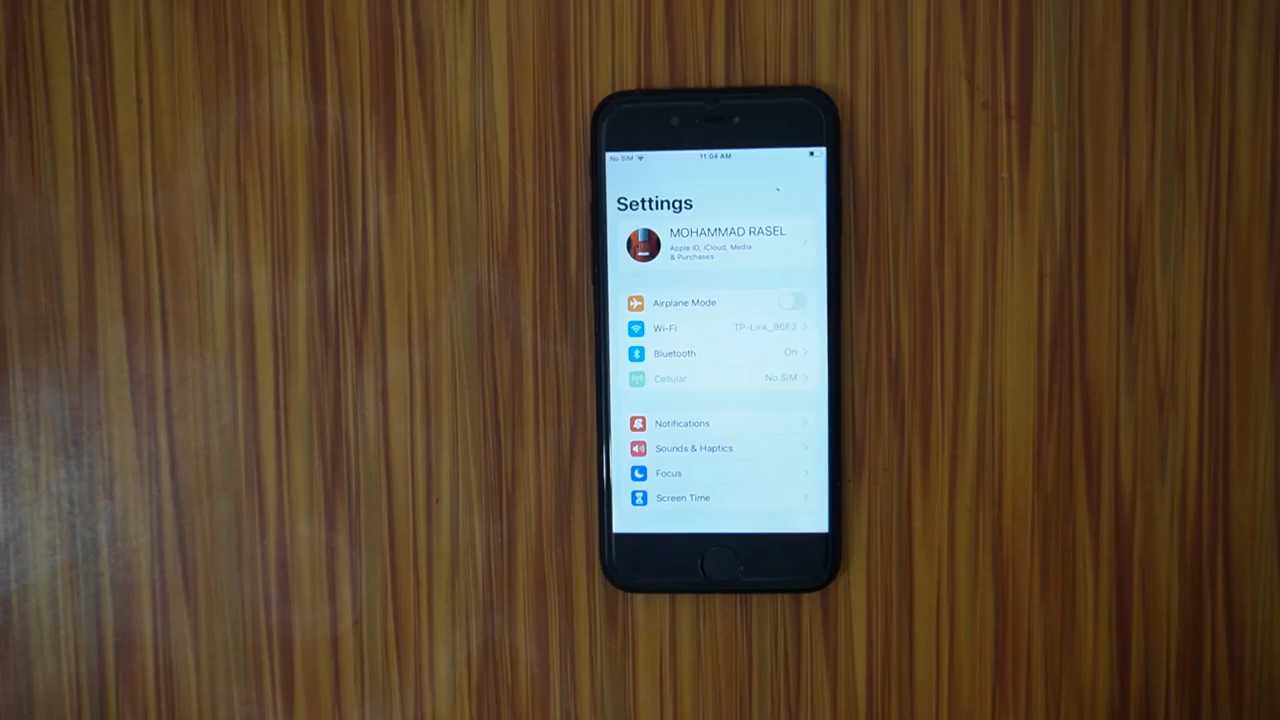 No SIM 11:04 AM
Settings
MOHAMMAD RASEL
Apple ID, iCloud, Media
& Purchases
Airplane Mode
Wi-Fi TP-Link_96E3
Bluetooth On
Cellular No SIM
Notifications
Sounds & Haptics
Focus
Screen Time